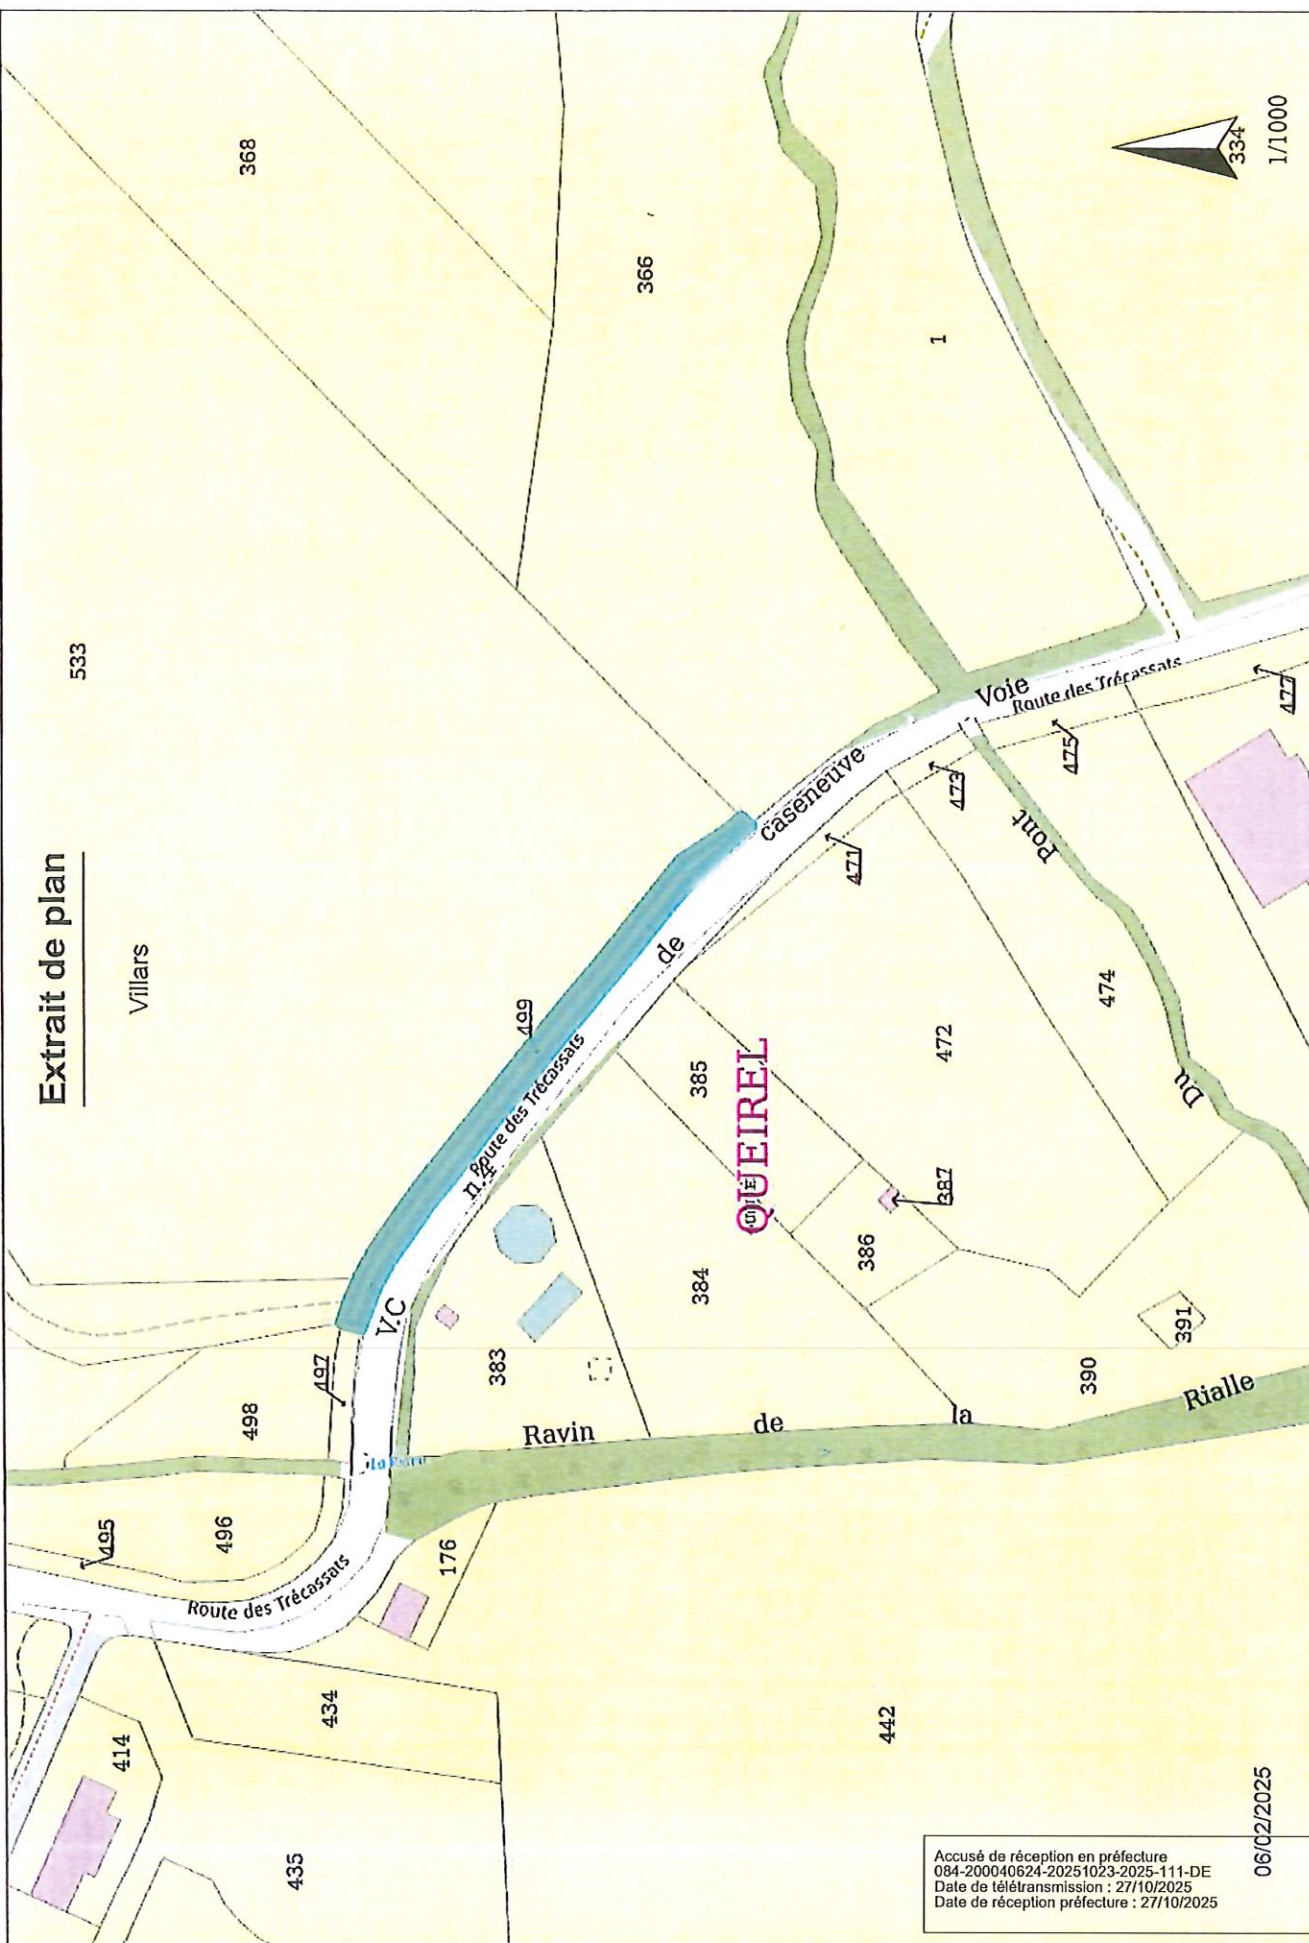 Extrait de plan
Villars
533
368
366
1
334
1/1000
499
497
498
495
496
Route des Trécassats
V.C
n.4
Route des Trécassats
de
caseneuve
Voie
Route des Trécassats
471
473
475
477
Pont
Du
474
472
385
QUEIREL
387
386
384
383
391
390
Ravin
de
la
Rialle
176
434
414
435
442
06/02/2025
Accusé de réception en préfecture
084-200040624-20251023-2025-111-DE
Date de télétransmission : 27/10/2025
Date de réception préfecture : 27/10/2025